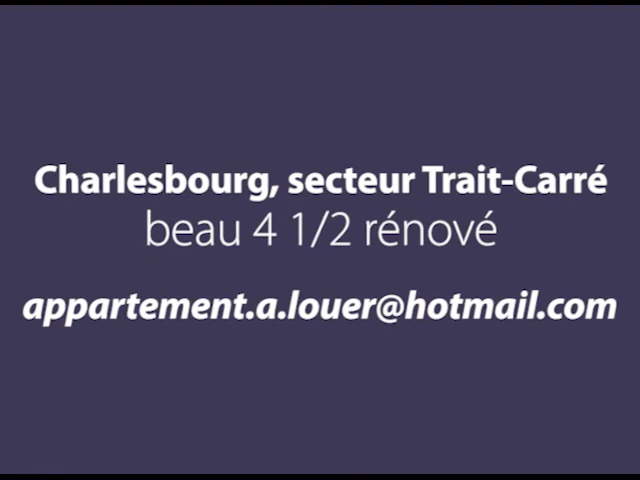 Charlesbourg, secteur Trait-Carré
beau 4 1/2 rénové
appartement.a.louer@hotmail.com